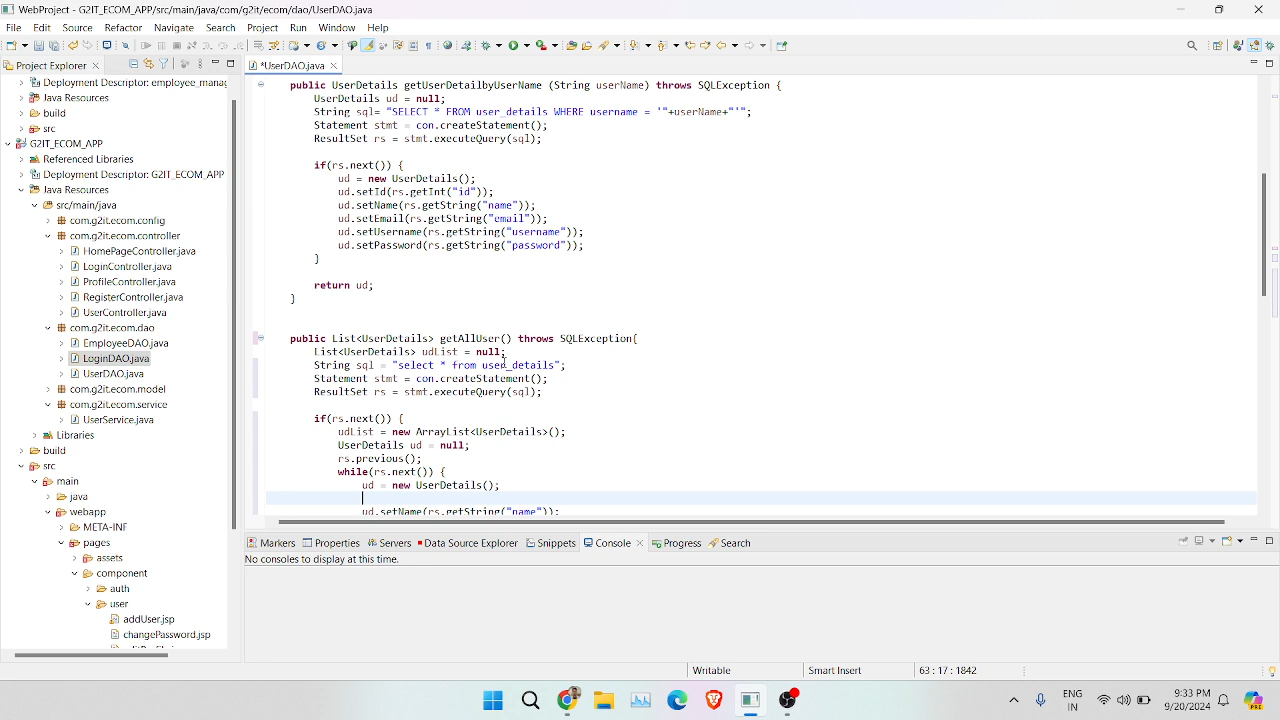 WebProject - G2IT_ECOM_APP/src/main/java/com/g2it/ecom/dao/UserDAO.java
File Edit Source Refactor Navigate Search Project Run Window Help
Project Explorer
*UserDAO.java
Deployment Descriptor: employee_manag
Java Resources
build
src
G2IT_ECOM_APP
Referenced Libraries
Deployment Descriptor: G2IT_ECOM_APP
Java Resources
src/main/java
com.g2it.ecom.config
com.g2it.ecom.controller
HomePageController.java
LoginController.java
ProfileController.java
RegisterController.java
UserController.java
com.g2it.ecom.dao
EmployeeDAO.java
LoginDAO.java
UserDAO.java
com.g2it.ecom.model
com.g2it.ecom.service
UserService.java
Libraries
build
src
main
java
webapp
META-INF
pages
assets
component
auth
user
addUser.jsp
changePassword.jsp
public UserDetails getUserDetailbyUserName (String userName) throws SQLException {
UserDetails ud = null;
String sql= "SELECT * FROM user_details WHERE username = '"+userName+"'";
Statement stmt = con.createStatement();
ResultSet rs = stmt.executeQuery(sql);
if(rs.next()) {
ud = new UserDetails();
ud.setId(rs.getInt("id"));
ud.setName(rs.getString("name"));
ud.setEmail(rs.getString("email"));
ud.setUsername(rs.getString("username"));
ud.setPassword(rs.getString("password"));
}
return ud;
}
public List<UserDetails> getAllUser() throws SQLException{
List<UserDetails> udList = null;
String sql = "select * from user_details";
Statement stmt = con.createStatement();
ResultSet rs = stmt.executeQuery(sql);
if(rs.next()) {
udList = new ArrayList<UserDetails>();
UserDetails ud = null;
rs.previous();
while(rs.next()) {
ud = new UserDetails();
ud.setName(rs.getString("name"));
Markers Properties Servers Data Source Explorer Snippets Console Progress Search
No consoles to display at this time.
Writable Smart Insert 63 : 17 : 1842
ENG
IN
9:33 PM
9/20/2024